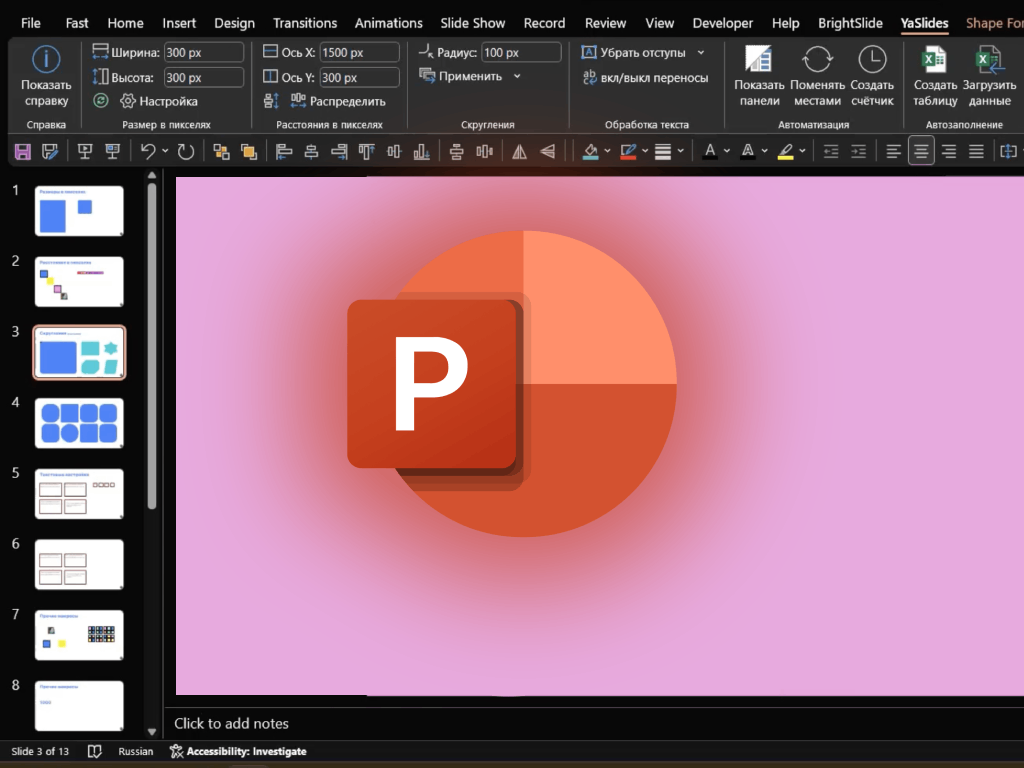 File Fast Home Insert Design Transitions Animations Slide Show Record Review View Developer Help BrightSlide YaSlides Shape For
Ширина: 300 px Ось X: 1500 px Радиус: 100 px Убрать отступы
Высота: 300 px Ось Y: 300 px Применить вкл/выкл переносы
Показать справку
Настройка Распределить
Показать панели
Поменять местами
Создать счётчик
Создать таблицу
Загрузить данные
Справка Размер в пикселях Расстояния в пикселях Скругления Обработка текста Автоматизация Автозаполнение
1
2
3
4
5
6
7
8
P
Click to add notes
Slide 3 of 13 Russian Accessibility: Investigate